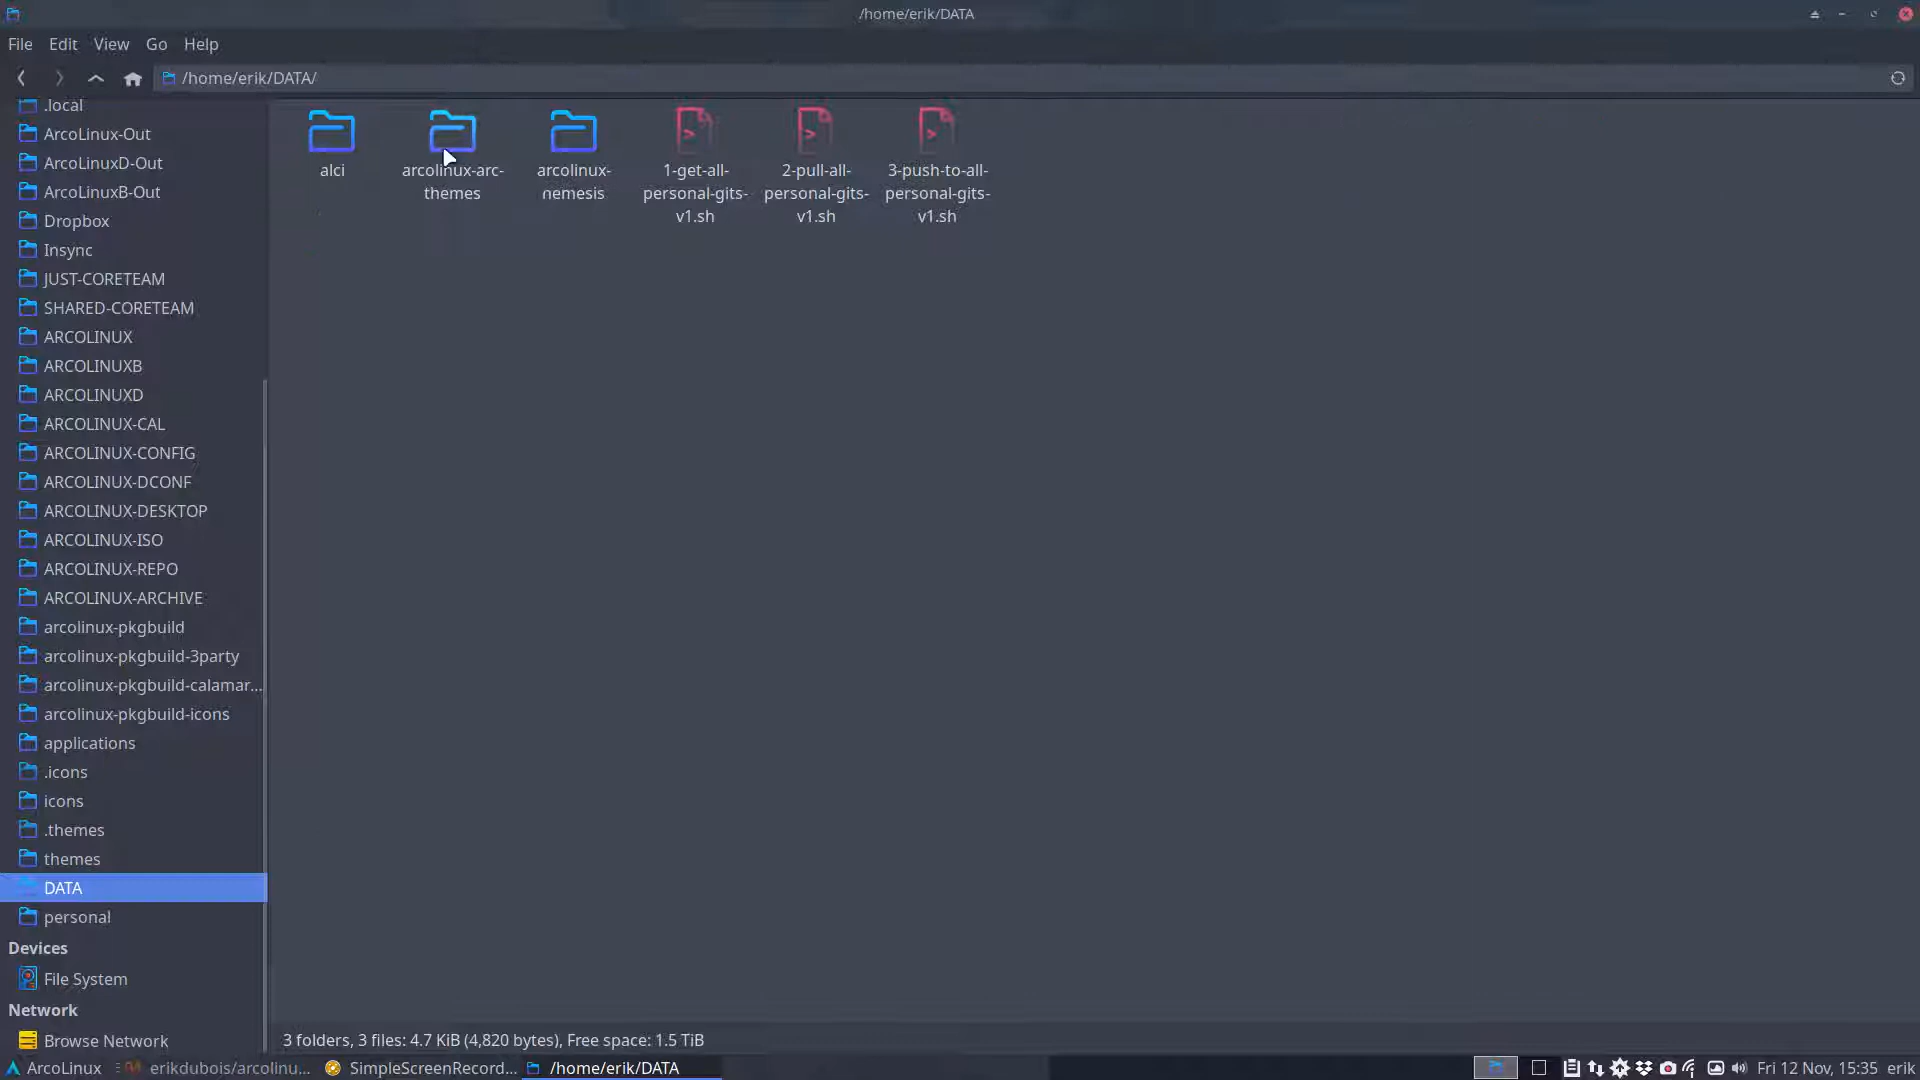 /home/erik/DATA
File Edit View Go Help
/home/erik/DATA/
.local
ArcoLinux-Out
ArcoLinuxD-Out
ArcoLinuxB-Out
Dropbox
Insync
JUST-CORETEAM
SHARED-CORETEAM
ARCOLINUX
ARCOLINUXB
ARCOLINUXD
ARCOLINUX-CAL
ARCOLINUX-CONFIG
ARCOLINUX-DCONF
ARCOLINUX-DESKTOP
ARCOLINUX-ISO
ARCOLINUX-REPO
ARCOLINUX-ARCHIVE
arcolinux-pkgbuild
arcolinux-pkgbuild-3party
arcolinux-pkgbuild-calamar...
arcolinux-pkgbuild-icons
applications
.icons
icons
.themes
themes
DATA
personal
Devices
File System
Network
Browse Network
alci
arcolinux-arc-
themes
arcolinux-
nemesis
1-get-all-
personal-gits-
v1.sh
2-pull-all-
personal-gits-
v1.sh
3-push-to-all-
personal-gits-
v1.sh
3 folders, 3 files: 4.7 KiB (4,820 bytes), Free space: 1.5 TiB
ArcoLinux erikdubois/arcolinu... SimpleScreenRecord... /home/erik/DATA Fri 12 Nov, 15:35 erik